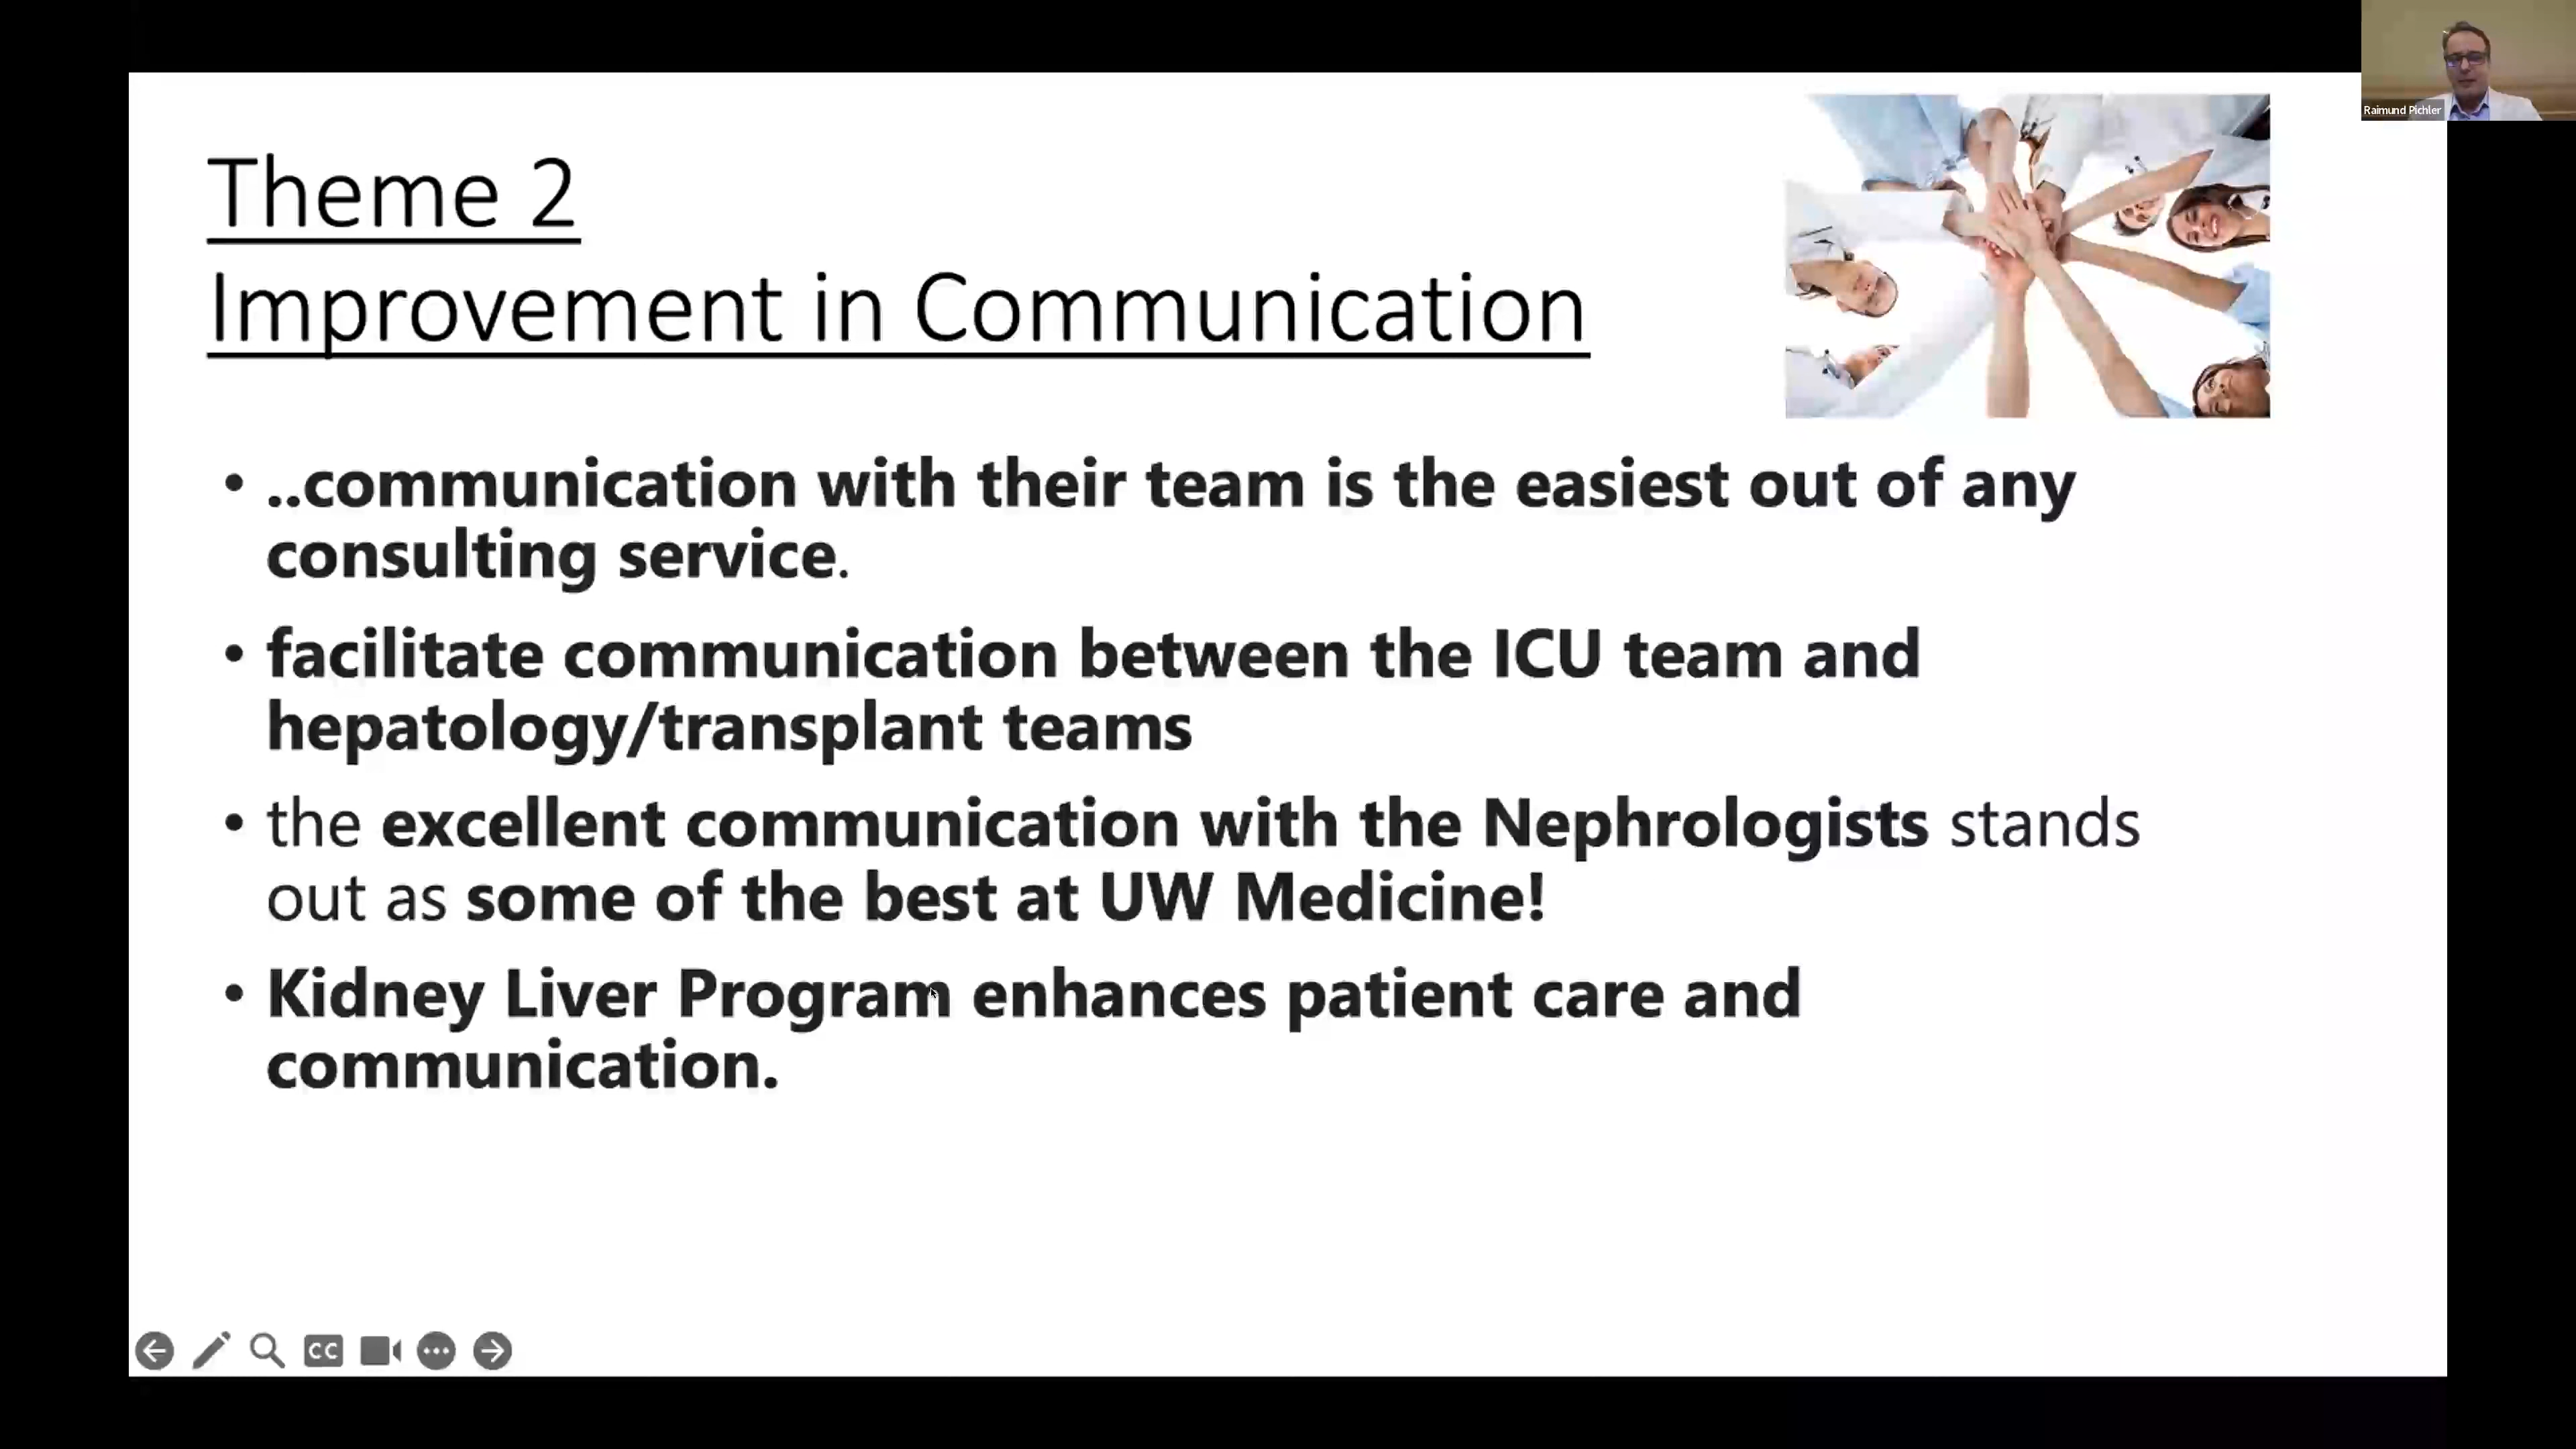 Raimund Pichler
Theme 2
Improvement in Communication
• ..communication with their team is the easiest out of any
consulting service.
• facilitate communication between the ICU team and
hepatology/transplant teams
• the excellent communication with the Nephrologists stands
out as some of the best at UW Medicine!
• Kidney Liver Program enhances patient care and
communication.
CC